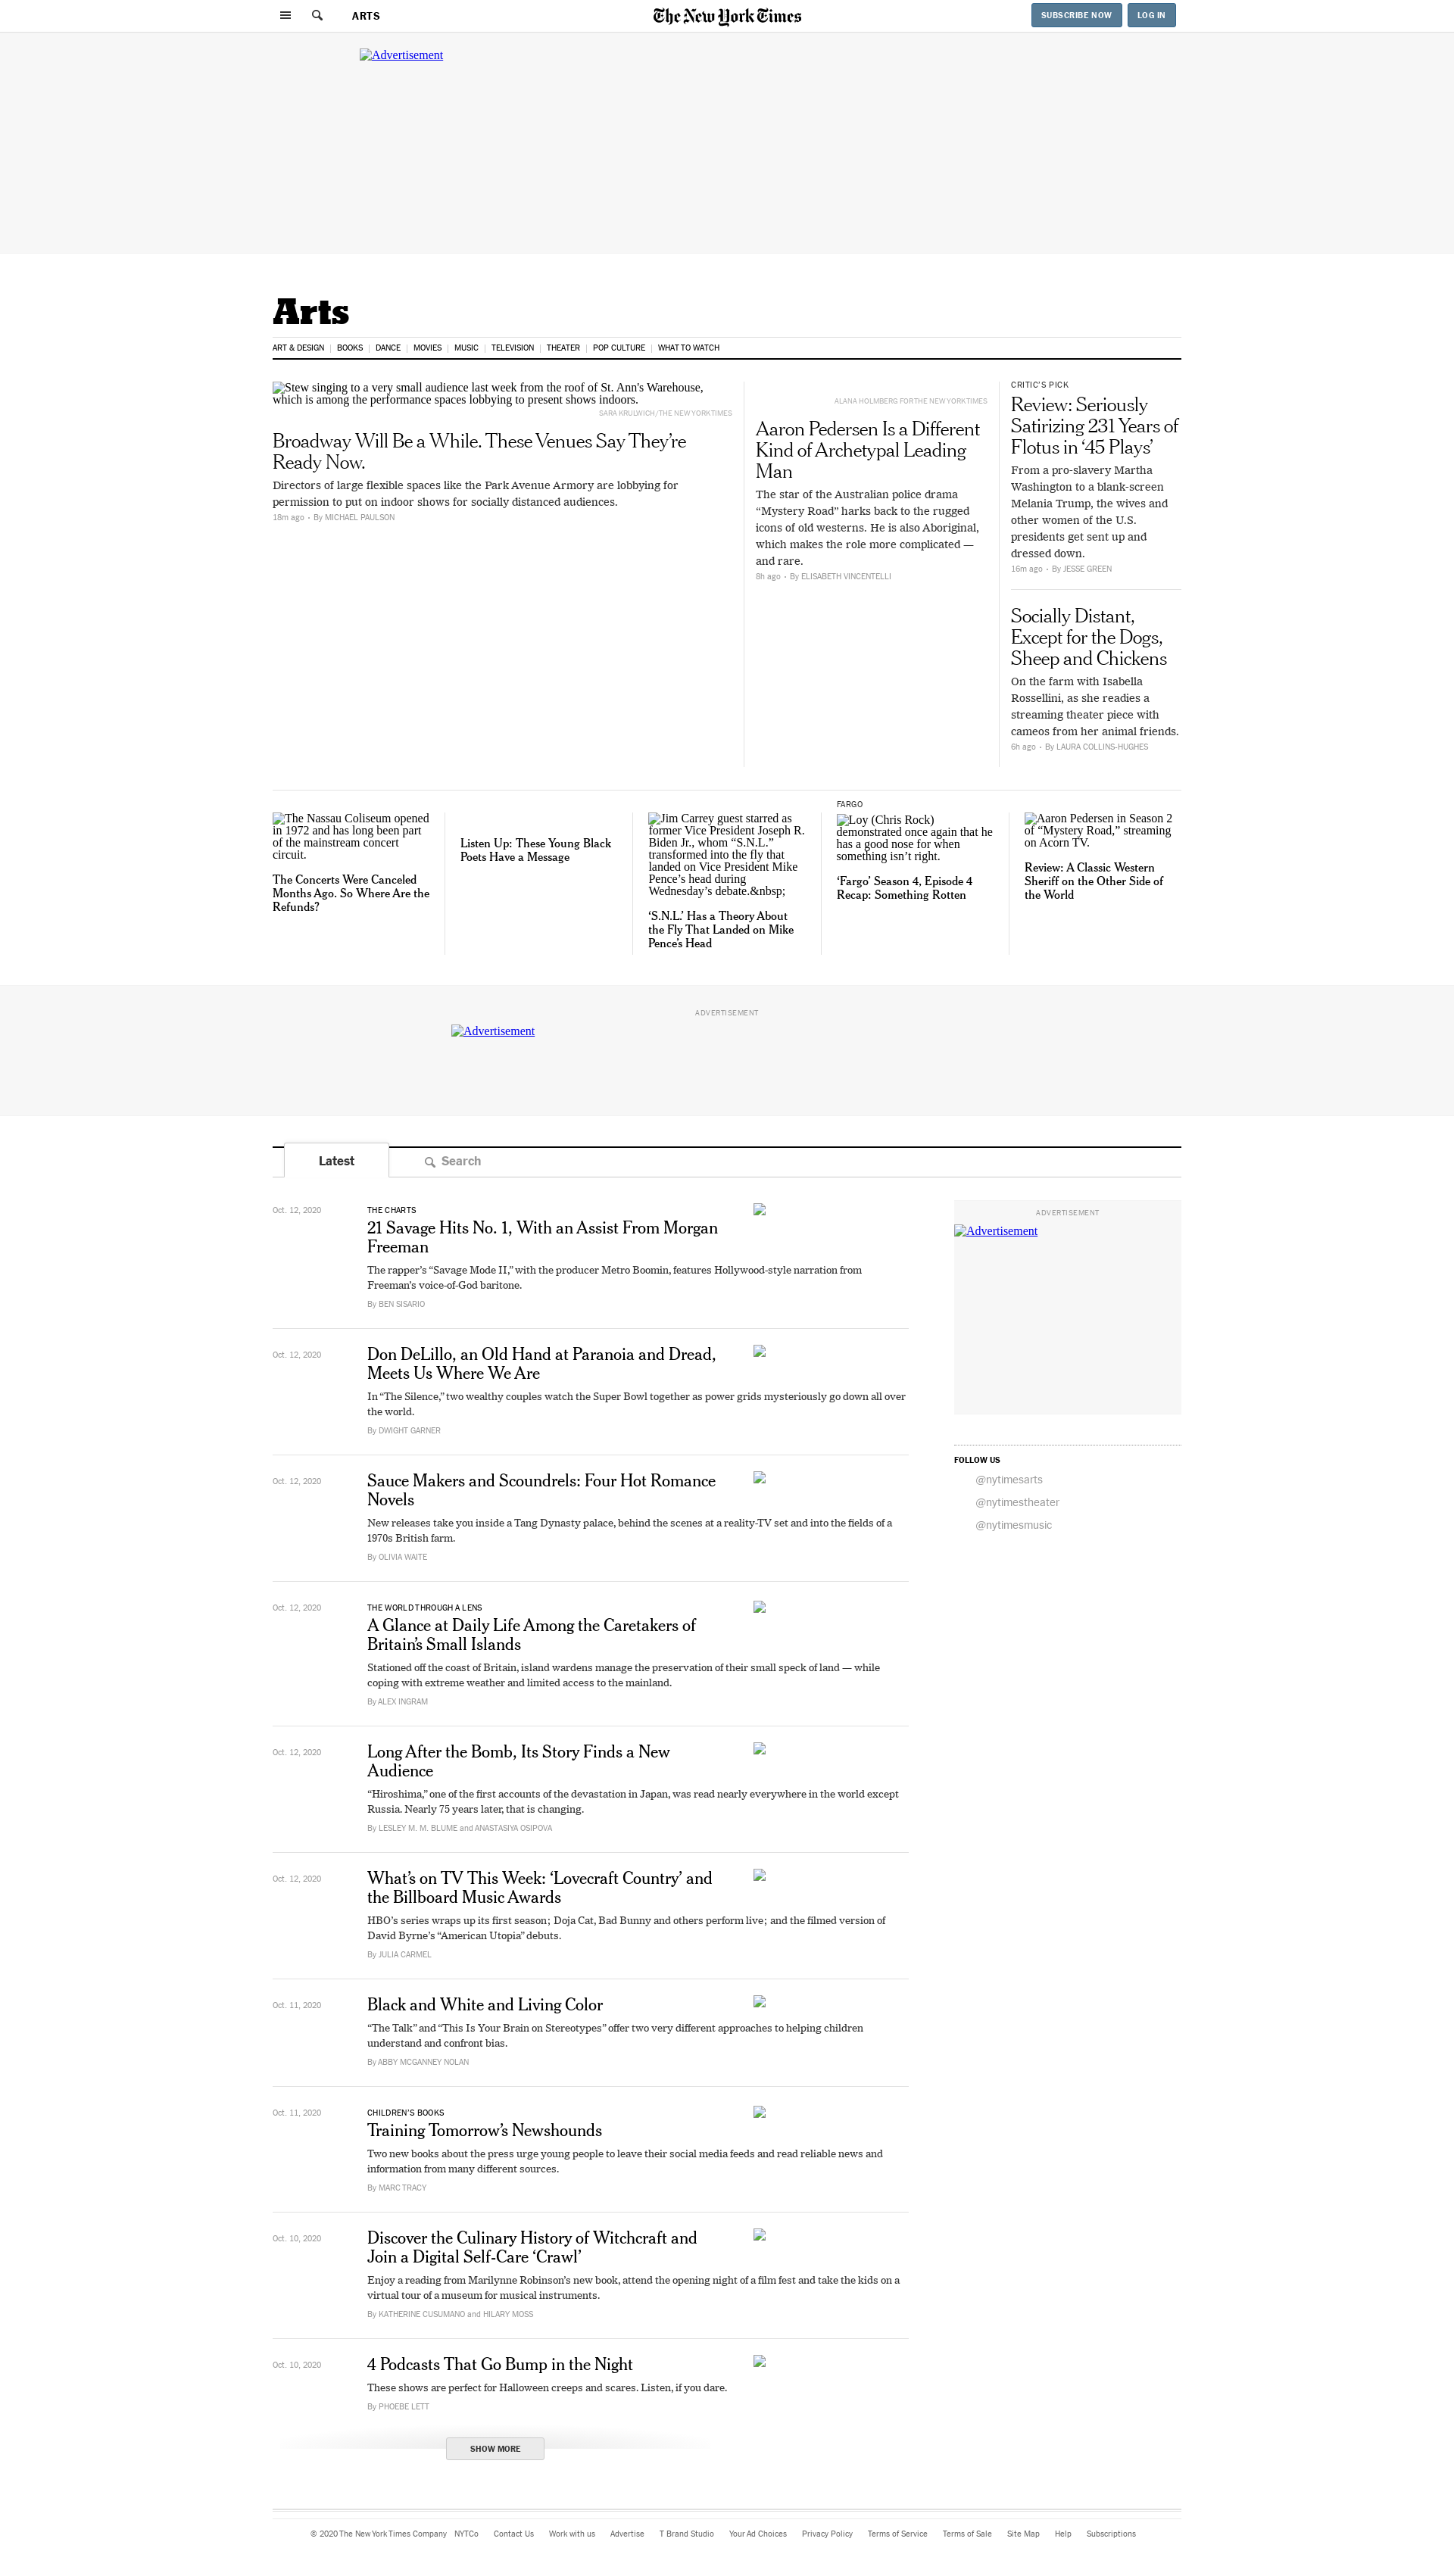 ARTS
The New York Times
SUBSCRIBE NOW
LOG IN
Advertisement
Arts
ART & DESIGN
BOOKS
DANCE
MOVIES
MUSIC
TELEVISION
THEATER
POP CULTURE
WHAT TO WATCH
Stew singing to a very small audience last week from the roof of St. Ann's Warehouse,
which is among the performance spaces lobbying to present shows indoors.
SARA KRULWICH/THE NEW YORK TIMES
Broadway Will Be a While. These Venues Say They’re
Ready Now.
Directors of large flexible spaces like the Park Avenue Armory are lobbying for
permission to put on indoor shows for socially distanced audiences.
18m ago • By MICHAEL PAULSON
ALANA HOLMBERG FOR THE NEW YORK TIMES
Aaron Pedersen Is a Different
Kind of Archetypal Leading
Man
The star of the Australian police drama
“Mystery Road” harks back to the rugged
icons of old westerns. He is also Aboriginal,
which makes the role more complicated —
and rare.
8h ago • By ELISABETH VINCENTELLI
CRITIC’S PICK
Review: Seriously
Satirizing 231 Years of
Flotus in ‘45 Plays’
From a pro-slavery Martha
Washington to a blank-screen
Melania Trump, the wives and
other women of the U.S.
presidents get sent up and
dressed down.
16m ago • By JESSE GREEN
Socially Distant,
Except for the Dogs,
Sheep and Chickens
On the farm with Isabella
Rossellini, as she readies a
streaming theater piece with
cameos from her animal friends.
6h ago • By LAURA COLLINS-HUGHES
The Nassau Coliseum opened
in 1972 and has long been part
of the mainstream concert
circuit.
The Concerts Were Canceled
Months Ago. So Where Are the
Refunds?
Listen Up: These Young Black
Poets Have a Message
Jim Carrey guest starred as
former Vice President Joseph R.
Biden Jr., whom “S.N.L.”
transformed into the fly that
landed on Vice President Mike
Pence’s head during
Wednesday’s debate.&nbsp;
‘S.N.L.’ Has a Theory About
the Fly That Landed on Mike
Pence’s Head
FARGO
Loy (Chris Rock)
demonstrated once again that he
has a good nose for when
something isn’t right.
‘Fargo’ Season 4, Episode 4
Recap: Something Rotten
Aaron Pedersen in Season 2
of “Mystery Road,” streaming
on Acorn TV.
Review: A Classic Western
Sheriff on the Other Side of
the World
ADVERTISEMENT
Advertisement
Latest
Search
Oct. 12, 2020
THE CHARTS
21 Savage Hits No. 1, With an Assist From Morgan
Freeman
The rapper’s “Savage Mode II,” with the producer Metro Boomin, features Hollywood-style narration from
Freeman’s voice-of-God baritone.
By BEN SISARIO
Oct. 12, 2020
Don DeLillo, an Old Hand at Paranoia and Dread,
Meets Us Where We Are
In “The Silence,” two wealthy couples watch the Super Bowl together as power grids mysteriously go down all over
the world.
By DWIGHT GARNER
Oct. 12, 2020
Sauce Makers and Scoundrels: Four Hot Romance
Novels
New releases take you inside a Tang Dynasty palace, behind the scenes at a reality-TV set and into the fields of a
1970s British farm.
By OLIVIA WAITE
Oct. 12, 2020
THE WORLD THROUGH A LENS
A Glance at Daily Life Among the Caretakers of
Britain’s Small Islands
Stationed off the coast of Britain, island wardens manage the preservation of their small speck of land — while
coping with extreme weather and limited access to the mainland.
By ALEX INGRAM
Oct. 12, 2020
Long After the Bomb, Its Story Finds a New
Audience
“Hiroshima,” one of the first accounts of the devastation in Japan, was read nearly everywhere in the world except
Russia. Nearly 75 years later, that is changing.
By LESLEY M. M. BLUME and ANASTASIYA OSIPOVA
Oct. 12, 2020
What’s on TV This Week: ‘Lovecraft Country’ and
the Billboard Music Awards
HBO’s series wraps up its first season; Doja Cat, Bad Bunny and others perform live; and the filmed version of
David Byrne’s “American Utopia” debuts.
By JULIA CARMEL
Oct. 11, 2020
Black and White and Living Color
“The Talk” and “This Is Your Brain on Stereotypes” offer two very different approaches to helping children
understand and confront bias.
By ABBY MCGANNEY NOLAN
Oct. 11, 2020
CHILDREN’S BOOKS
Training Tomorrow’s Newshounds
Two new books about the press urge young people to leave their social media feeds and read reliable news and
information from many different sources.
By MARC TRACY
Oct. 10, 2020
Discover the Culinary History of Witchcraft and
Join a Digital Self-Care ‘Crawl’
Enjoy a reading from Marilynne Robinson’s new book, attend the opening night of a film fest and take the kids on a
virtual tour of a museum for musical instruments.
By KATHERINE CUSUMANO and HILARY MOSS
Oct. 10, 2020
4 Podcasts That Go Bump in the Night
These shows are perfect for Halloween creeps and scares. Listen, if you dare.
By PHOEBE LETT
SHOW MORE
ADVERTISEMENT
Advertisement
FOLLOW US
@nytimesarts
@nytimestheater
@nytimesmusic
© 2020 The New York Times Company
NYTCo
Contact Us
Work with us
Advertise
T Brand Studio
Your Ad Choices
Privacy Policy
Terms of Service
Terms of Sale
Site Map
Help
Subscriptions